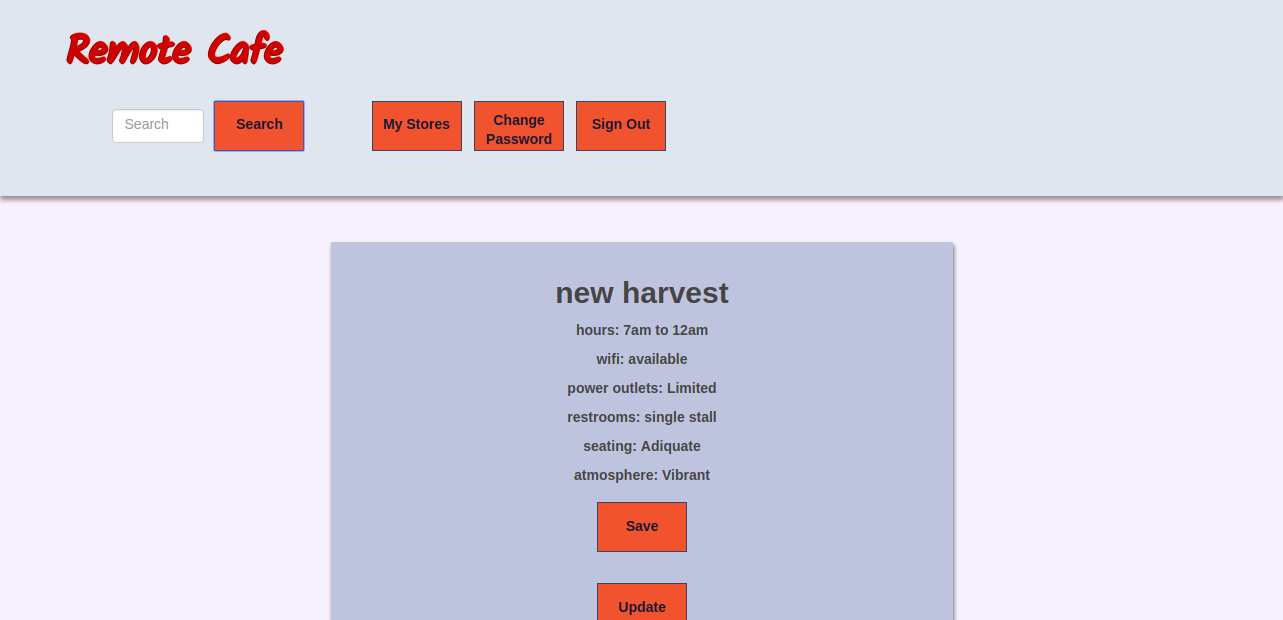 Remote Cafe
Search
Search
My Stores
Change
Password
Sign Out
new harvest
hours: 7am to 12am
wifi: available
power outlets: Limited
restrooms: single stall
seating: Adiquate
atmosphere: Vibrant
Save
Update